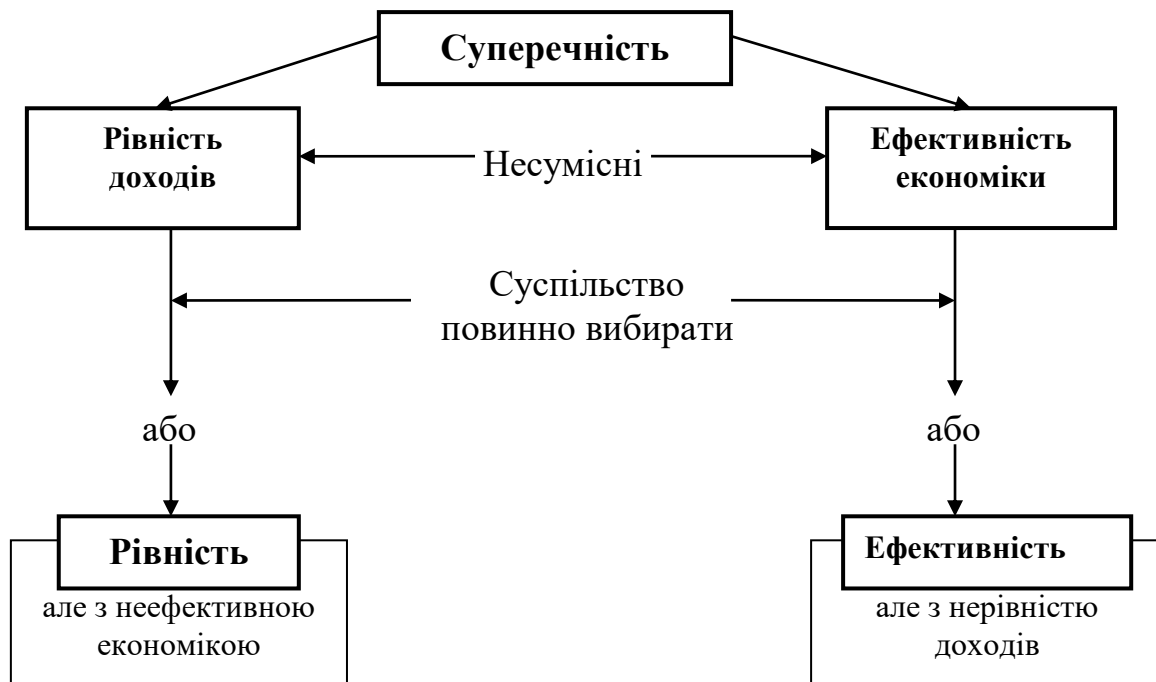 Суперечність
Рівність
доходів
Несумісні
Ефективність
економіки
Суспільство
повинно вибирати
або
або
Рівність
але з неефективною
економікою
Ефективність
але з нерівністю
доходів